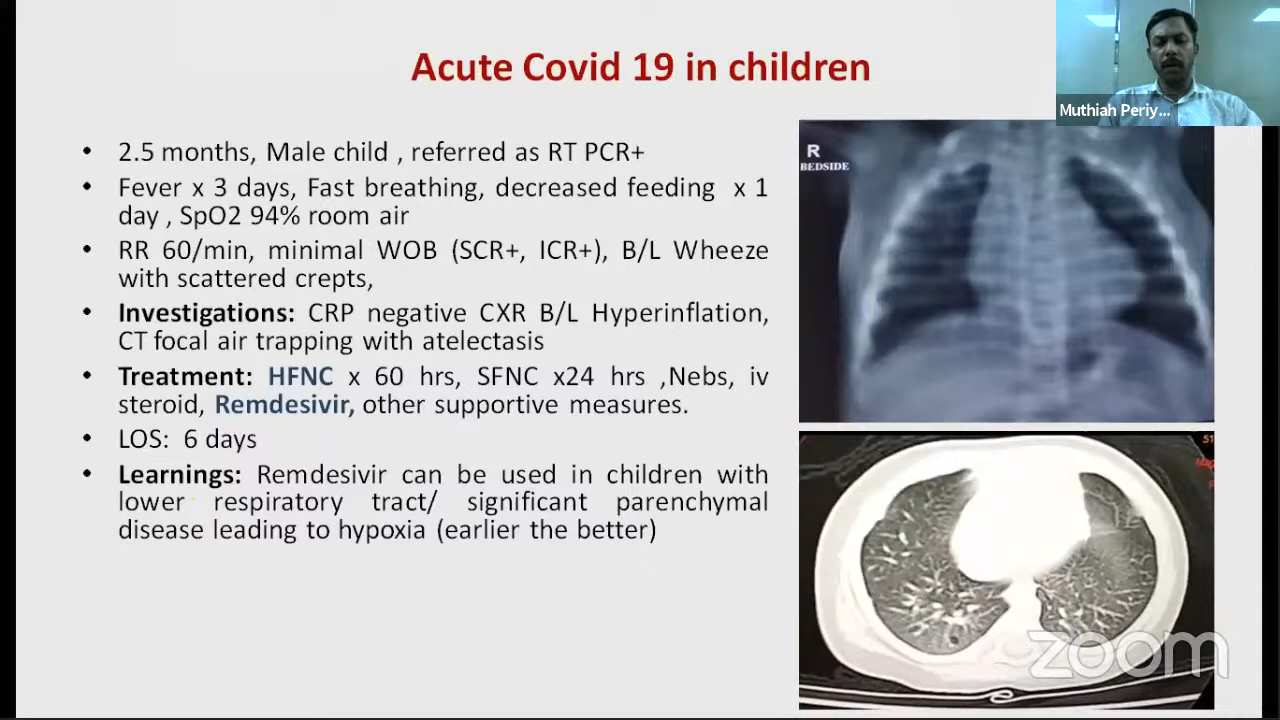 Acute Covid 19 in children
Muthiah Periy...
• 2.5 months, Male child , referred as RT PCR+
• Fever x 3 days, Fast breathing, decreased feeding x 1
day , SpO2 94% room air
• RR 60/min, minimal WOB (SCR+, ICR+), B/L Wheeze
with scattered crepts,
• Investigations: CRP negative CXR B/L Hyperinflation,
CT focal air trapping with atelectasis
• Treatment: HFNC x 60 hrs, SFNC x24 hrs ,Nebs, iv
steroid, Remdesivir, other supportive measures.
• LOS: 6 days
• Learnings: Remdesivir can be used in children with
lower respiratory tract/ significant parenchymal
disease leading to hypoxia (earlier the better)
R
BEDSIDE
51
zoom